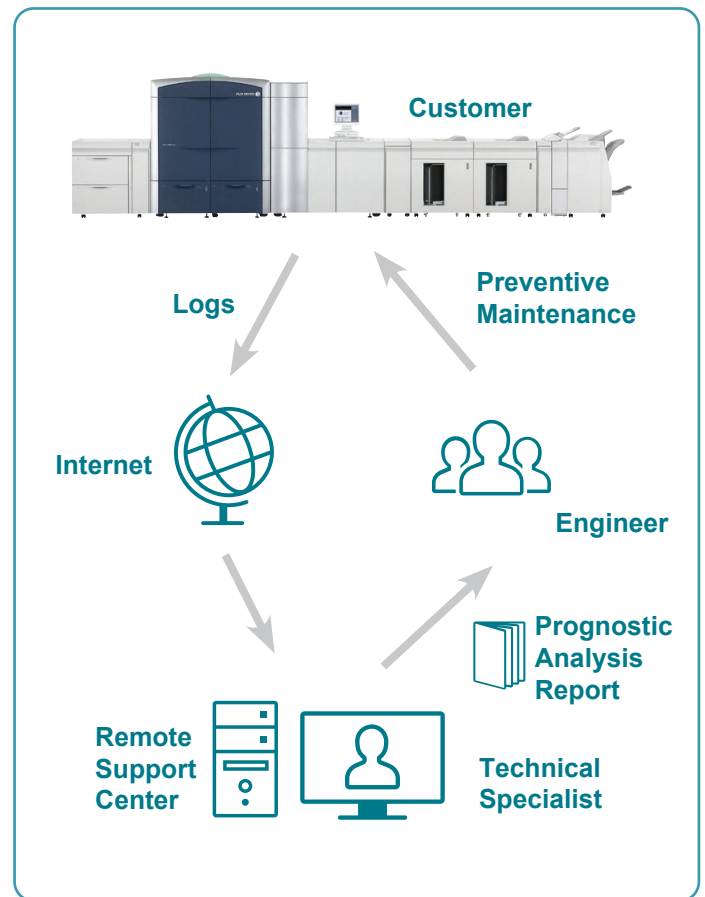 Customer
Logs
Preventive
Maintenance
Internet
Engineer
Prognostic
Analysis
Report
Remote
Support
Center
Technical
Specialist